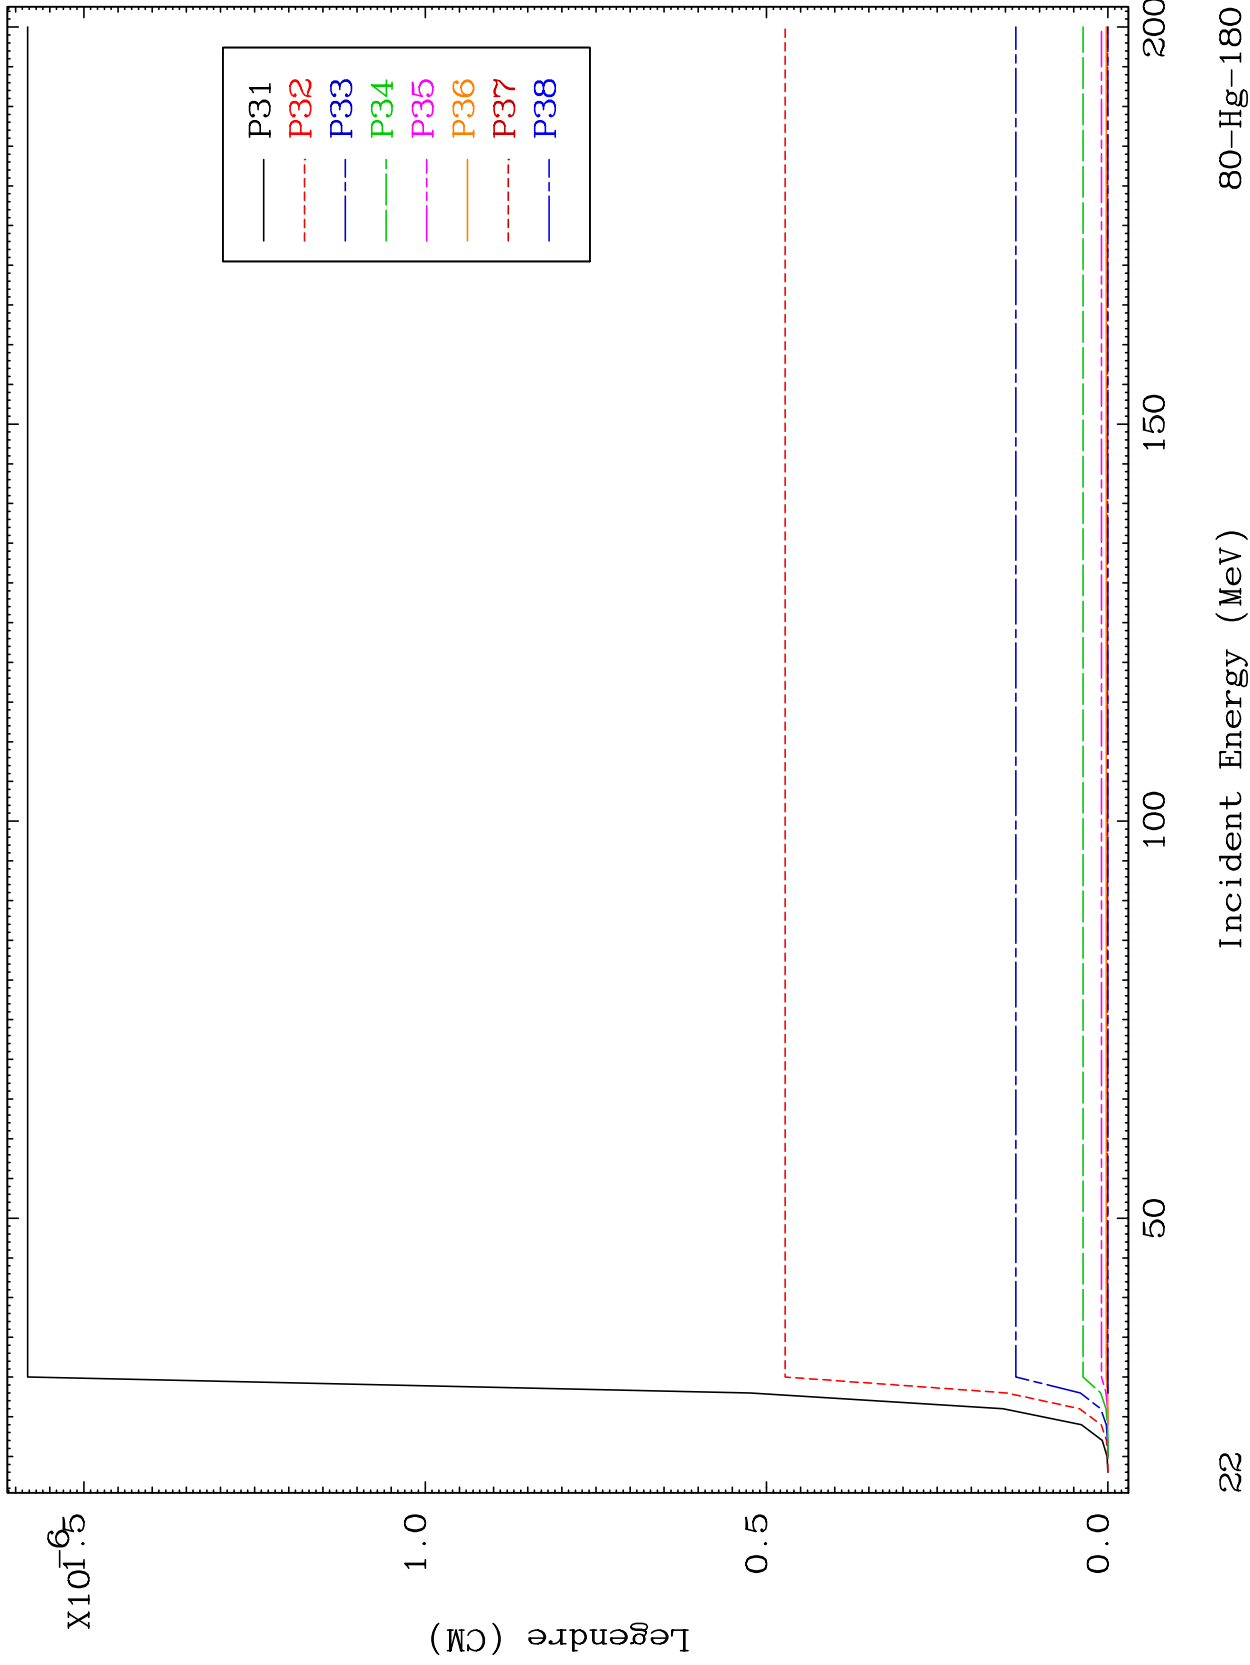 X10⁻⁶
1.5
1.0
0.5
0.0
Legendre (CM)
P31
P32
P33
P34
P35
P36
P37
P38
50
100
150
200
22
Incident Energy (MeV)
80-Hg-180